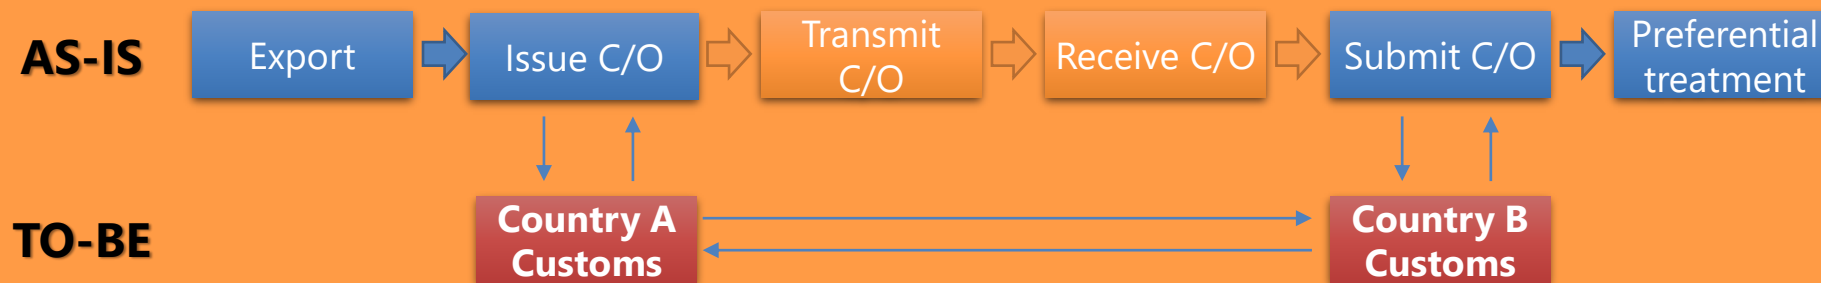 AS-IS
Export
Issue C/O
Transmit
C/O
Receive C/O
Submit C/O
Preferential
treatment
TO-BE
Country A
Customs
Country B
Customs